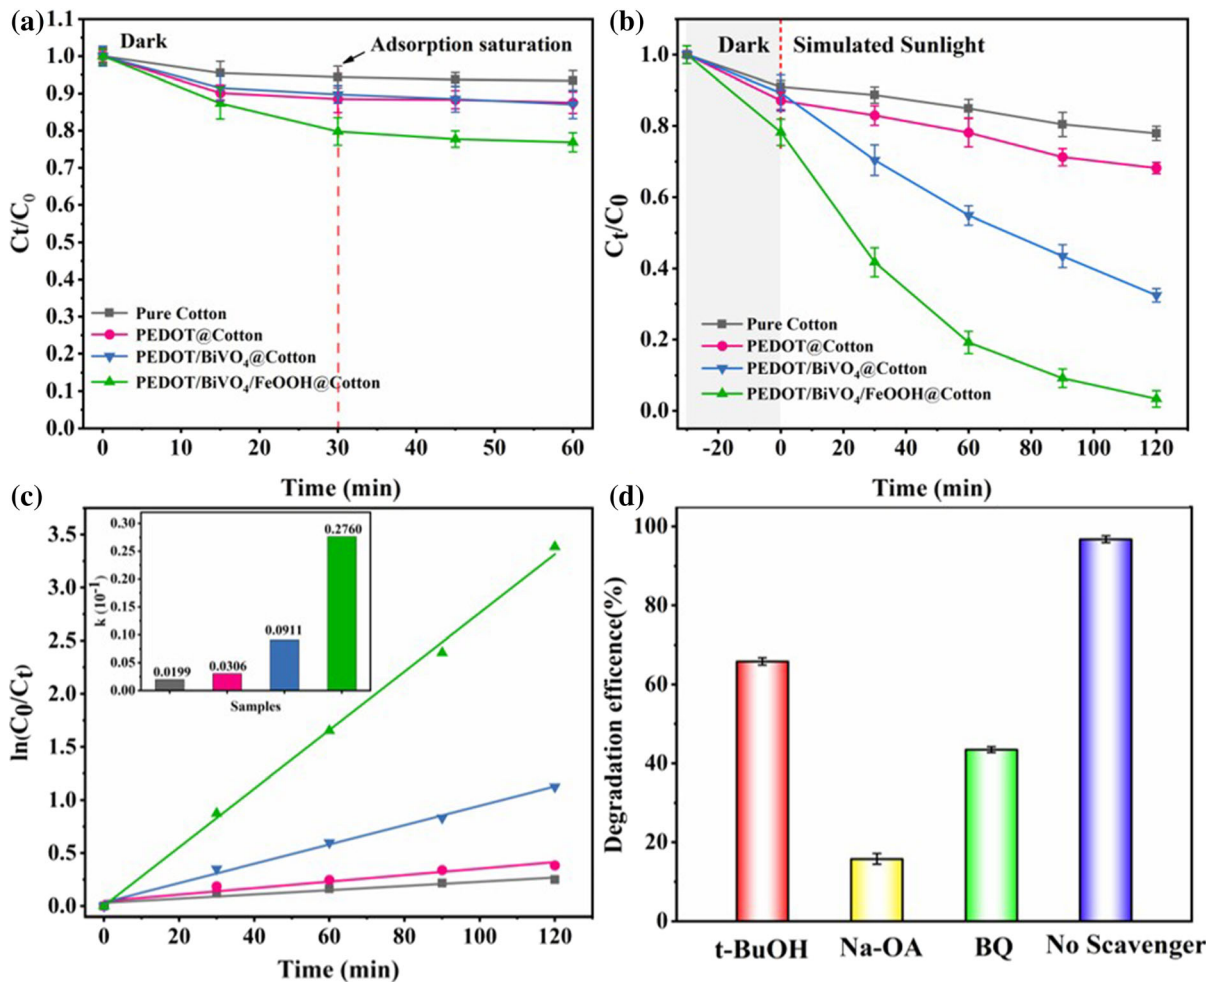 (a)
Dark
Adsorption saturation
1.1
1.0
0.9
0.8
0.7
0.6
0.5
0.4
0.3
0.2
0.1
0.0
Ct/C₀
Pure Cotton
PEDOT@Cotton
PEDOT/BiVO₄@Cotton
PEDOT/BiVO₄/FeOOH@Cotton
0 10 20 30 40 50 60
Time (min)
(b)
Dark
Simulated Sunlight
1.0
0.8
0.6
0.4
0.2
0.0
Ct/C0
Pure Cotton
PEDOT@Cotton
PEDOT/BiVO₄@Cotton
PEDOT/BiVO₄/FeOOH@Cotton
-20 0 20 40 60 80 100 120
Time (min)
(c)
3.5
3.0
2.5
2.0
1.5
1.0
0.5
0.0
ln(C0/Ct)
0.30
0.25
0.20
0.15
0.10
0.05
0.00
k (10⁻¹)
0.0199
0.0306
0.0911
0.2760
Samples
0 20 40 60 80 100 120
Time (min)
(d)
100
80
60
40
20
0
Degradation efficence(%)
t-BuOH Na-OA BQ No Scavenger